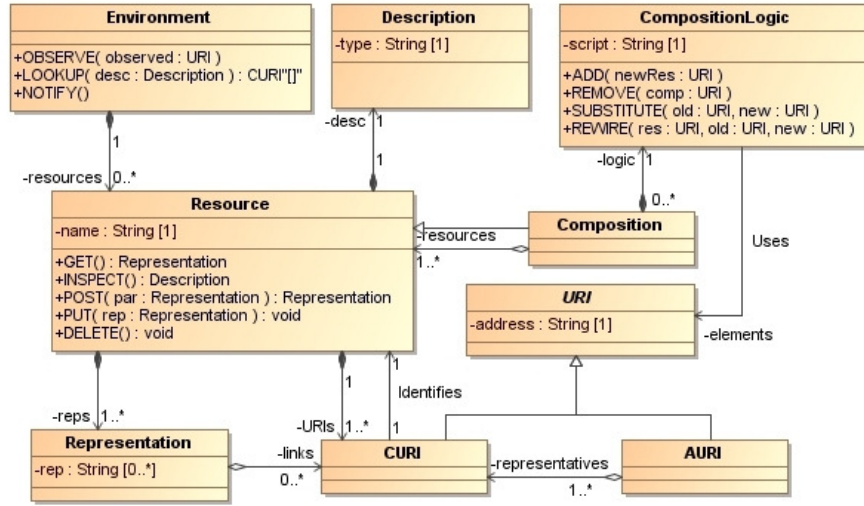 Environment
+OBSERVE( observed : URI )
+LOOKUP( desc : Description ) : CURI"[]"
+NOTIFY()
Description
-type : String [1]
CompositionLogic
-script : String [1]
+ADD( newRes : URI )
+REMOVE( comp : URI )
+SUBSTITUTE( old : URI, new : URI )
+REWIRE( res : URI, old : URI, new : URI )
1
-resources
0..*
-desc
1
1
-logic
1
0..*
Uses
-elements
Resource
-name : String [1]
+GET() : Representation
+INSPECT() : Description
+POST( par : Representation ) : Representation
+PUT( rep : Representation ) : void
+DELETE() : void
-resources
1..*
Composition
URI
-address : String [1]
-reps
1..*
1
-URIs
1..*
1
Identifies
1
Representation
-rep : String [0..*]
-links
0..*
CURI
-representatives
1..*
AURI